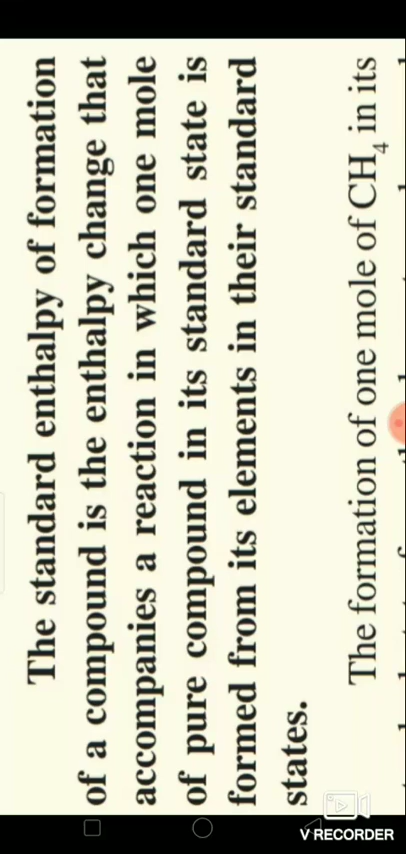 The standard enthalpy of formation
of a compound is the enthalpy change that
accompanies a reaction in which one mole
of pure compound in its standard state is
formed from its elements in their standard
states.
The formation of one mole of CH₄ in its
V RECORDER